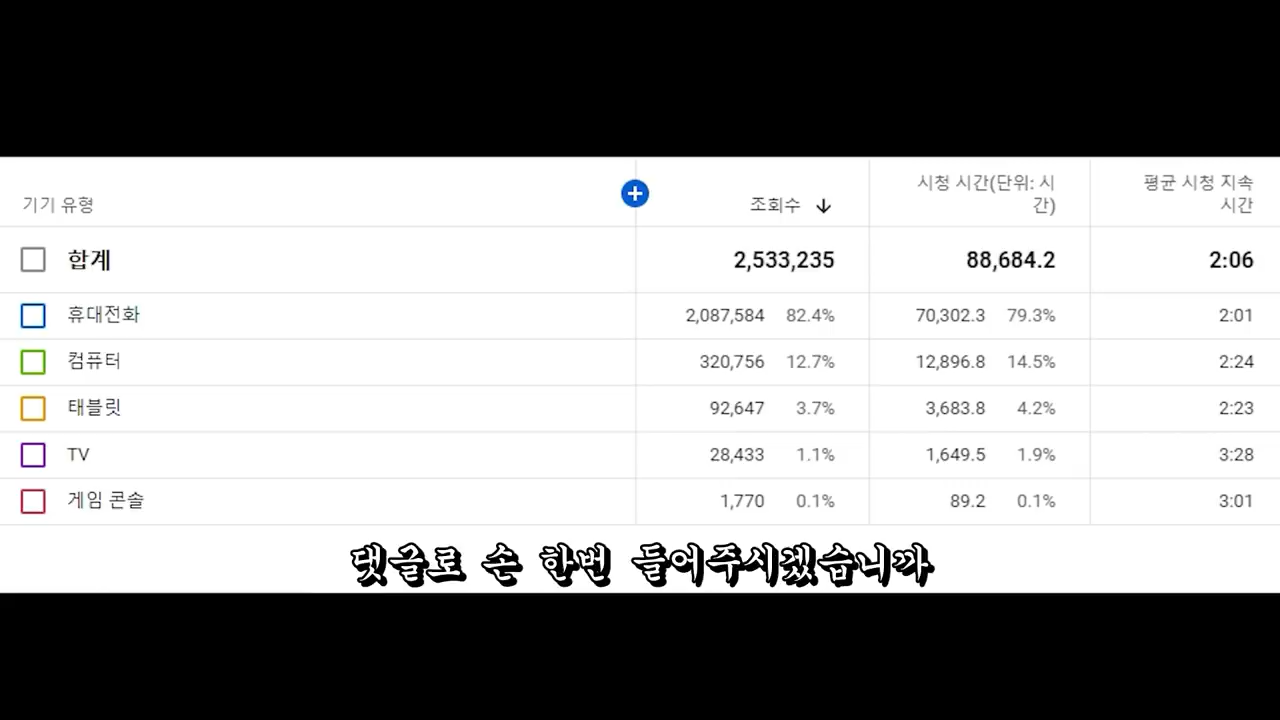 기기 유형 조회수 시청 시간(단위: 시간) 평균 시청 지속 시간
합계 2,533,235 88,684.2 2:06
휴대전화 2,087,584 82.4% 70,302.3 79.3% 2:01
컴퓨터 320,756 12.7% 12,896.8 14.5% 2:24
태블릿 92,647 3.7% 3,683.8 4.2% 2:23
TV 28,433 1.1% 1,649.5 1.9% 3:28
게임 콘솔 1,770 0.1% 89.2 0.1% 3:01
댓글로 손 한번 들어주시겠습니까